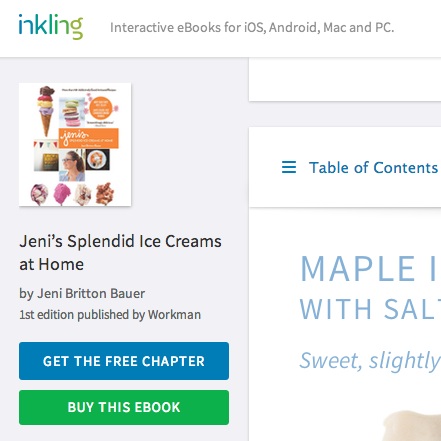 inkling
Interactive eBooks for iOS, Android, Mac and PC.
jeni's
Jeni’s Splendid Ice Creams
at Home
by Jeni Britton Bauer
1st edition published by Workman
GET THE FREE CHAPTER
BUY THIS EBOOK
Table of Contents
MAPLE
WITH
Sweet, slightly